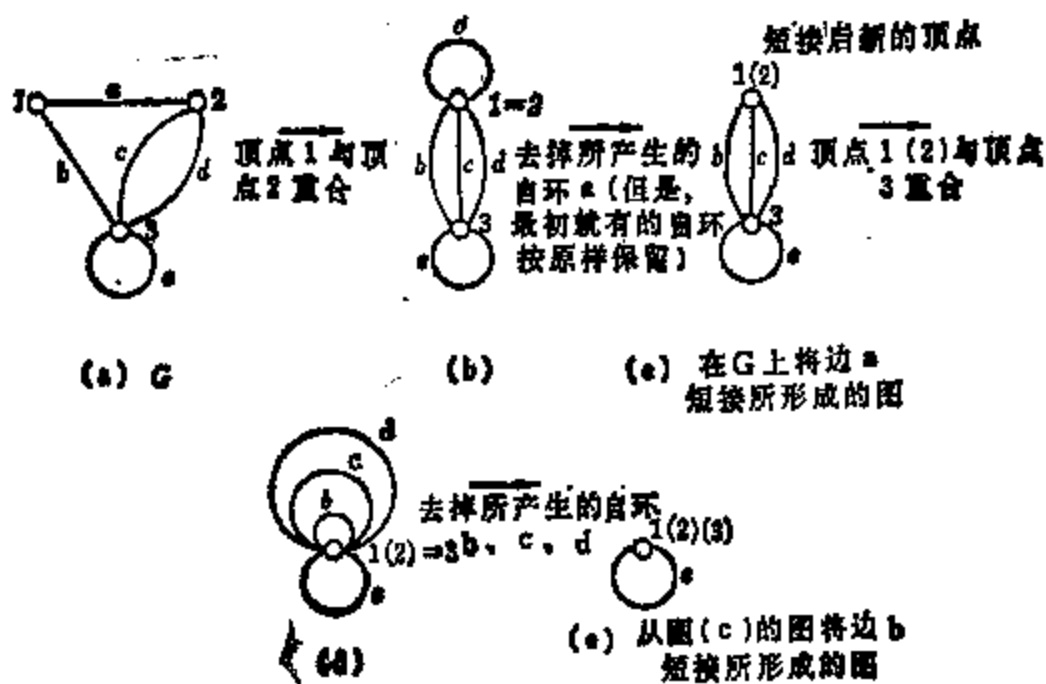 短接后新的顶点
1 a 2
b c d
3
e
顶点1与顶
点2重合
1=2
b c d
3
e
去掉所产生的
自环a(但是,
最初就有的自环
按原样保留)
1(2)
b c d
3
e
顶点1(2)与顶点
3重合
(a) G
(b)
在G上将边a
短接所形成的图
d
c
b
1(2)=3
e
去掉所产生的自环
b、c、d
1(2)(3)
e
(d)
(e) 从图(c)的图将边b
短接所形成的图